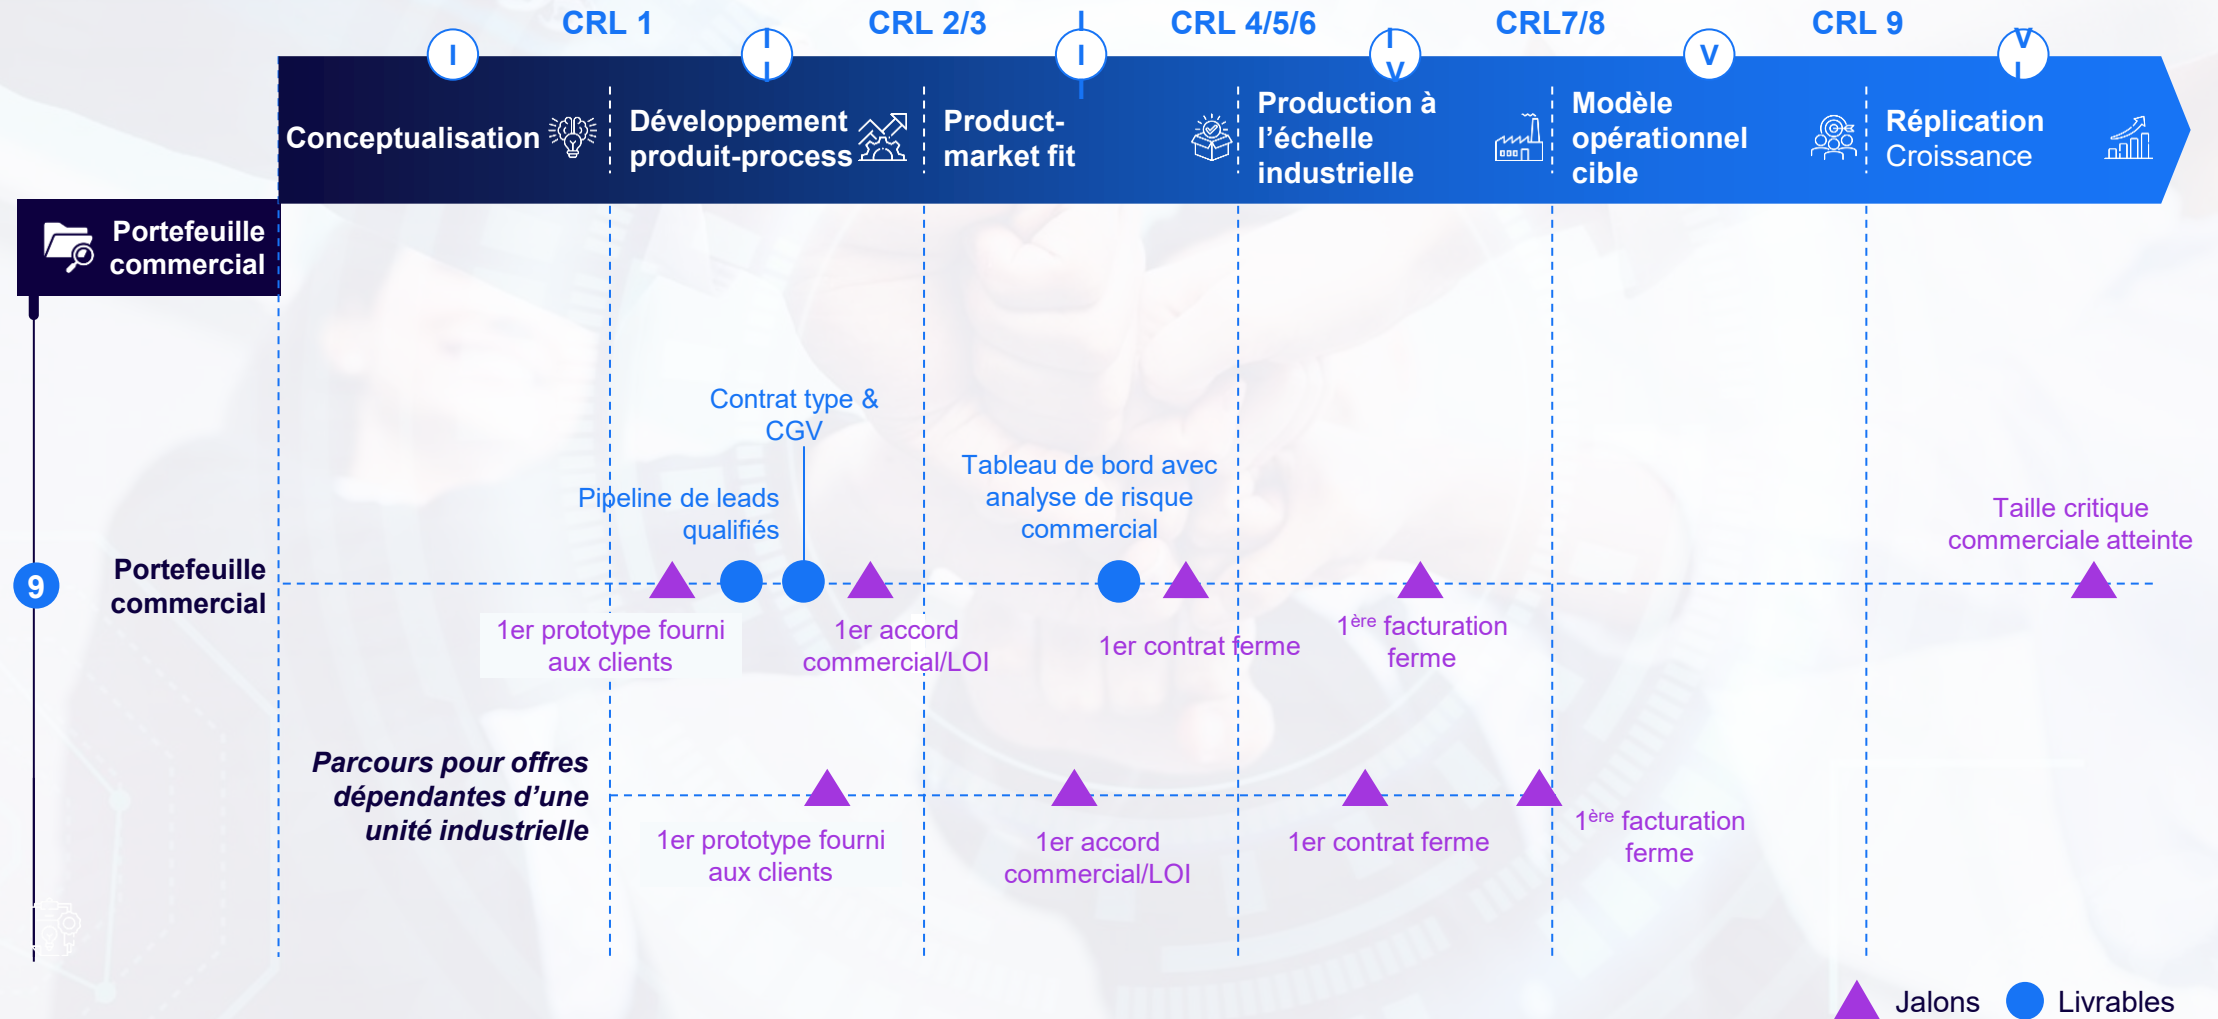 CRL 1
CRL 2/3
CRL 4/5/6
CRL7/8
CRL 9
I
II
III
IV
V
VI
Conceptualisation
Développement
produit-process
Product-
market fit
Production à
l’échelle
industrielle
Modèle
opérationnel
cible
Réplication
Croissance
Portefeuille
commercial
Contrat type &
CGV
Pipeline de leads
qualifiés
Tableau de bord avec
analyse de risque
commercial
Taille critique
commerciale atteinte
9
Portefeuille
commercial
1er prototype fourni
aux clients
1er accord
commercial/LOI
1er contrat ferme
1ère facturation
ferme
Parcours pour offres
dépendantes d’une
unité industrielle
1er prototype fourni
aux clients
1er accord
commercial/LOI
1er contrat ferme
1ère facturation
ferme
Jalons
Livrables